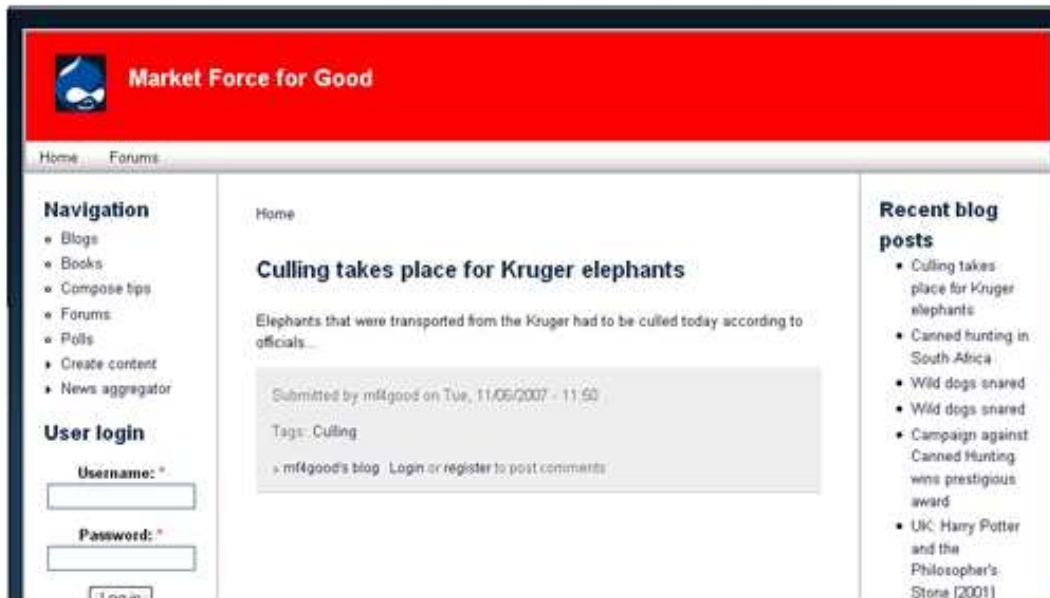 Market Force for Good
Home Forums
Navigation
Blogs
Books
Compose tips
Forums
Polls
Create content
News aggregator
User login
Username: *
Password: *
Log in
Home
Culling takes place for Kruger elephants
Elephants that were transported from the Kruger had to be culled today according to
officials...
Submitted by mf4good on Tue, 11/06/2007 - 11:50
Tags: Culling
» mf4good's blog Login or register to post comments
Recent blog
posts
Culling takes
place for Kruger
elephants
Canned hunting in
South Africa
Wild dogs snared
Wild dogs snared
Campaign against
Canned Hunting
wins prestigious
award
UK: Harry Potter
and the
Philosopher's
Stone [2001]